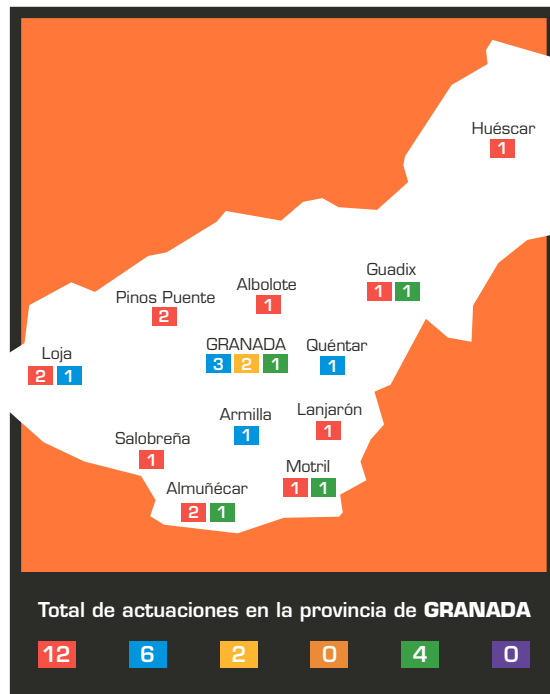 Huéscar
1
Guadix
1 1
Albolote
1
Pinos Puente
2
GRANADA
3 2 1
Quéntar
1
Loja
2 1
Armilla
1
Lanjarón
1
Salobreña
1
Motril
1 1
Almuñécar
2 1
Total de actuaciones en la provincia de GRANADA
12 6 2 0 4 0